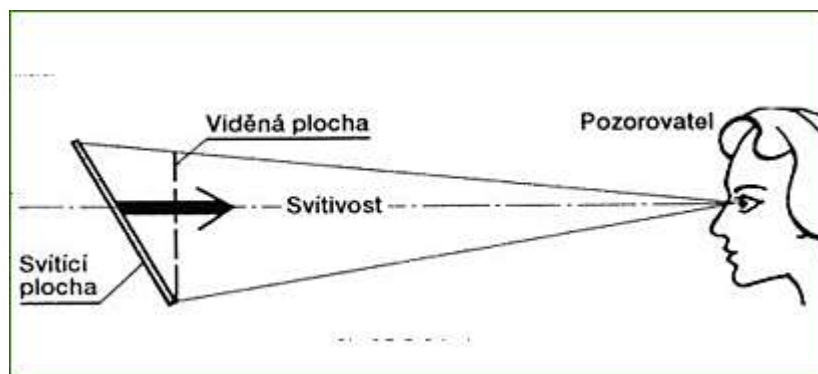 Viděná plocha
Pozorovatel
Svítivost
Svítící
plocha